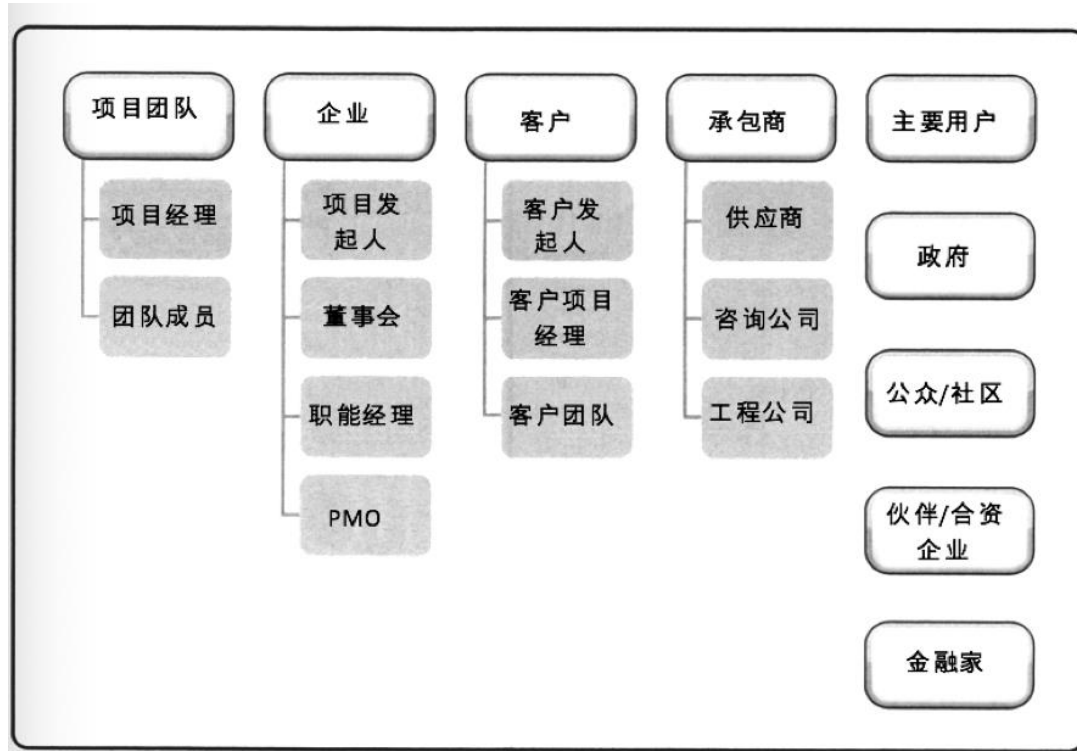 项目团队
项目经理
团队成员
企业
项目发
起人
董事会
职能经理
PMO
客户
客户发
起人
客户项目
经理
客户团队
承包商
供应商
咨询公司
工程公司
主要用户
政府
公众/社区
伙伴/合资
企业
金融家